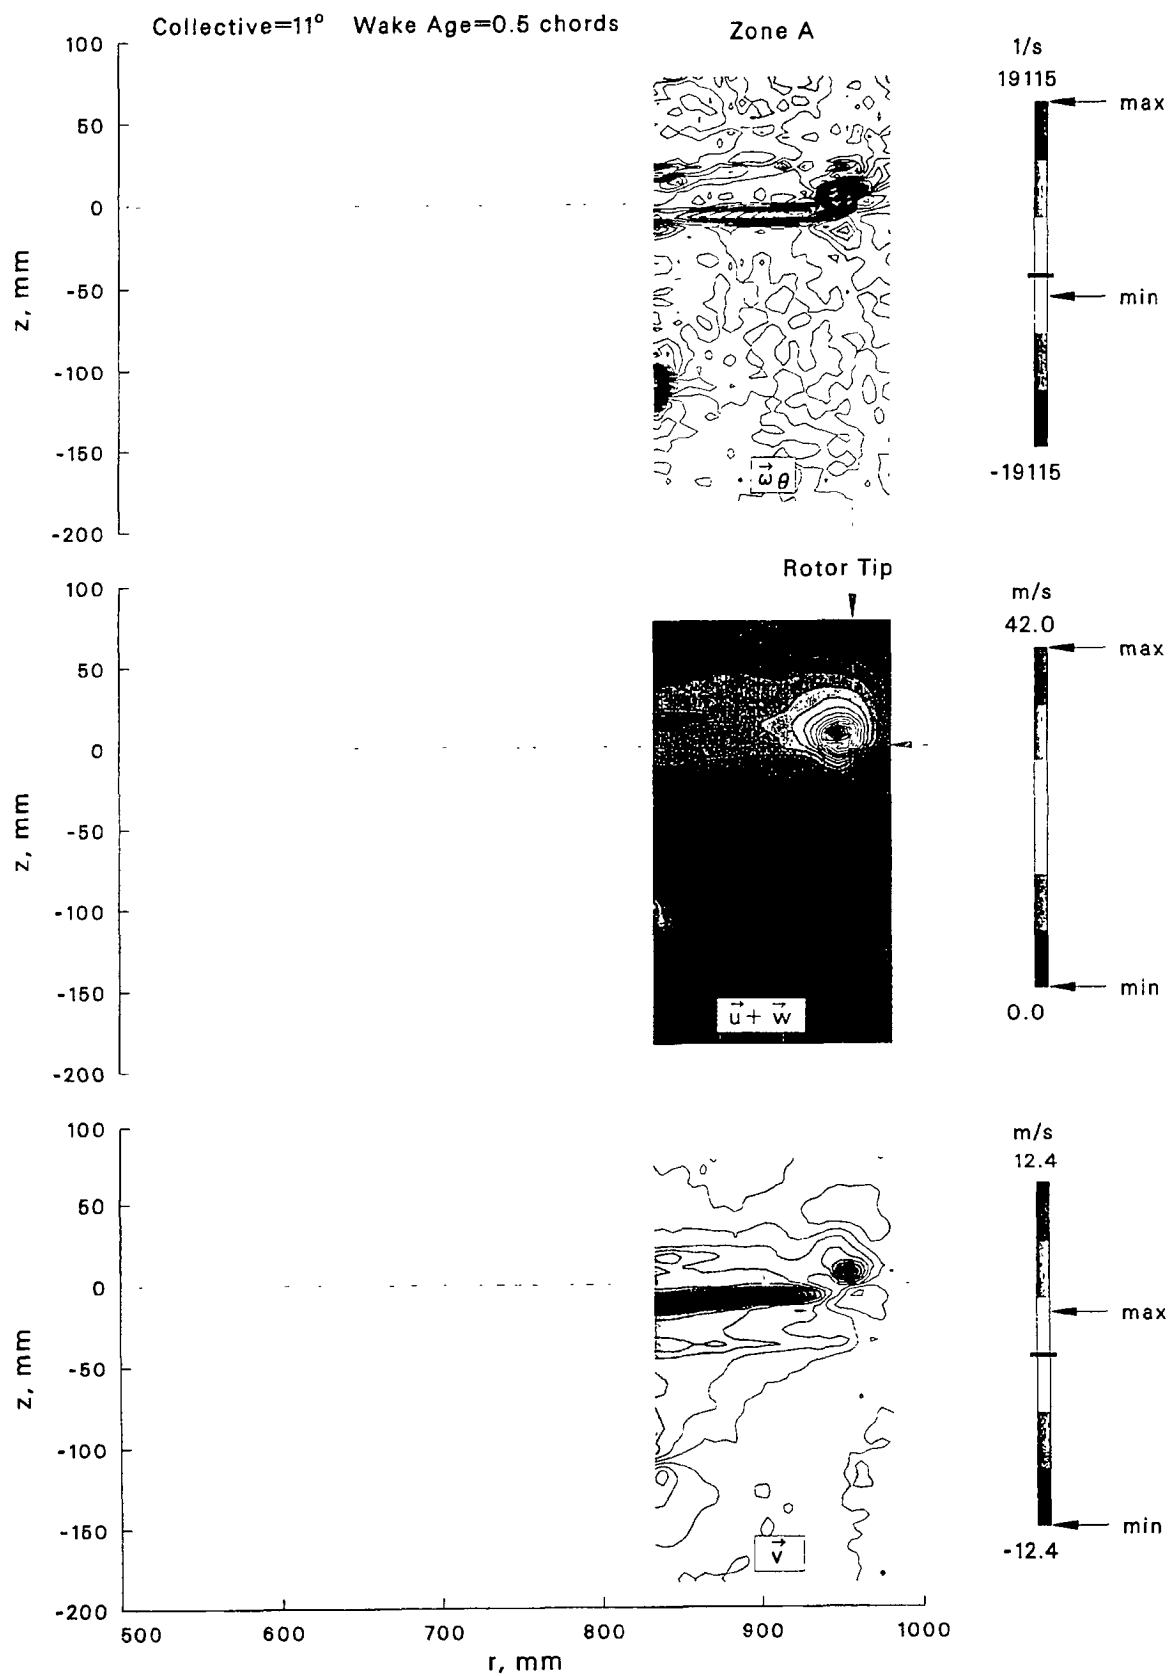 Collective=11° Wake Age=0.5 chords Zone A
1/s
19115
max
min
-19115
100
50
0
-50
-100
-150
-200
z, mm
ω⃗ θ
Rotor Tip
m/s
42.0
max
min
0.0
100
50
0
-50
-100
-150
-200
z, mm
u⃗ + w⃗
m/s
12.4
max
min
-12.4
100
50
0
-50
-100
-150
-200
z, mm
v⃗
500 600 700 800 900 1000
r, mm